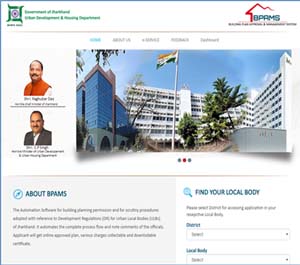 Government of Jharkhand
Urban Development & Housing Department
BPAMS
BUILDING PLAN APPROVAL & MANAGEMENT SYSTEM
HOME
ABOUT US
e-SERVICE
FEEDBACK
Dashboard
Shri. Raghubar Das
Hon'ble chief minister of Jharkhand
Shri. C.P Singh
Hon'ble Minister of Urban Development
& Urban Housing Department
ABOUT BPAMS
The Automation Software for building planning permission and for scrutiny procedures
adopted with reference to Development Regulations (DR) for Urban Local Bodies (ULBs)
of Jharkhand. It automates the complete process flow and note comments of the officials.
Applicant will get online approved plan, various charges collectable and downloadable
certificate.
FIND YOUR LOCAL BODY
Please select District for accessing application in your
respective Local Body.
District
Select
Local Body
Select